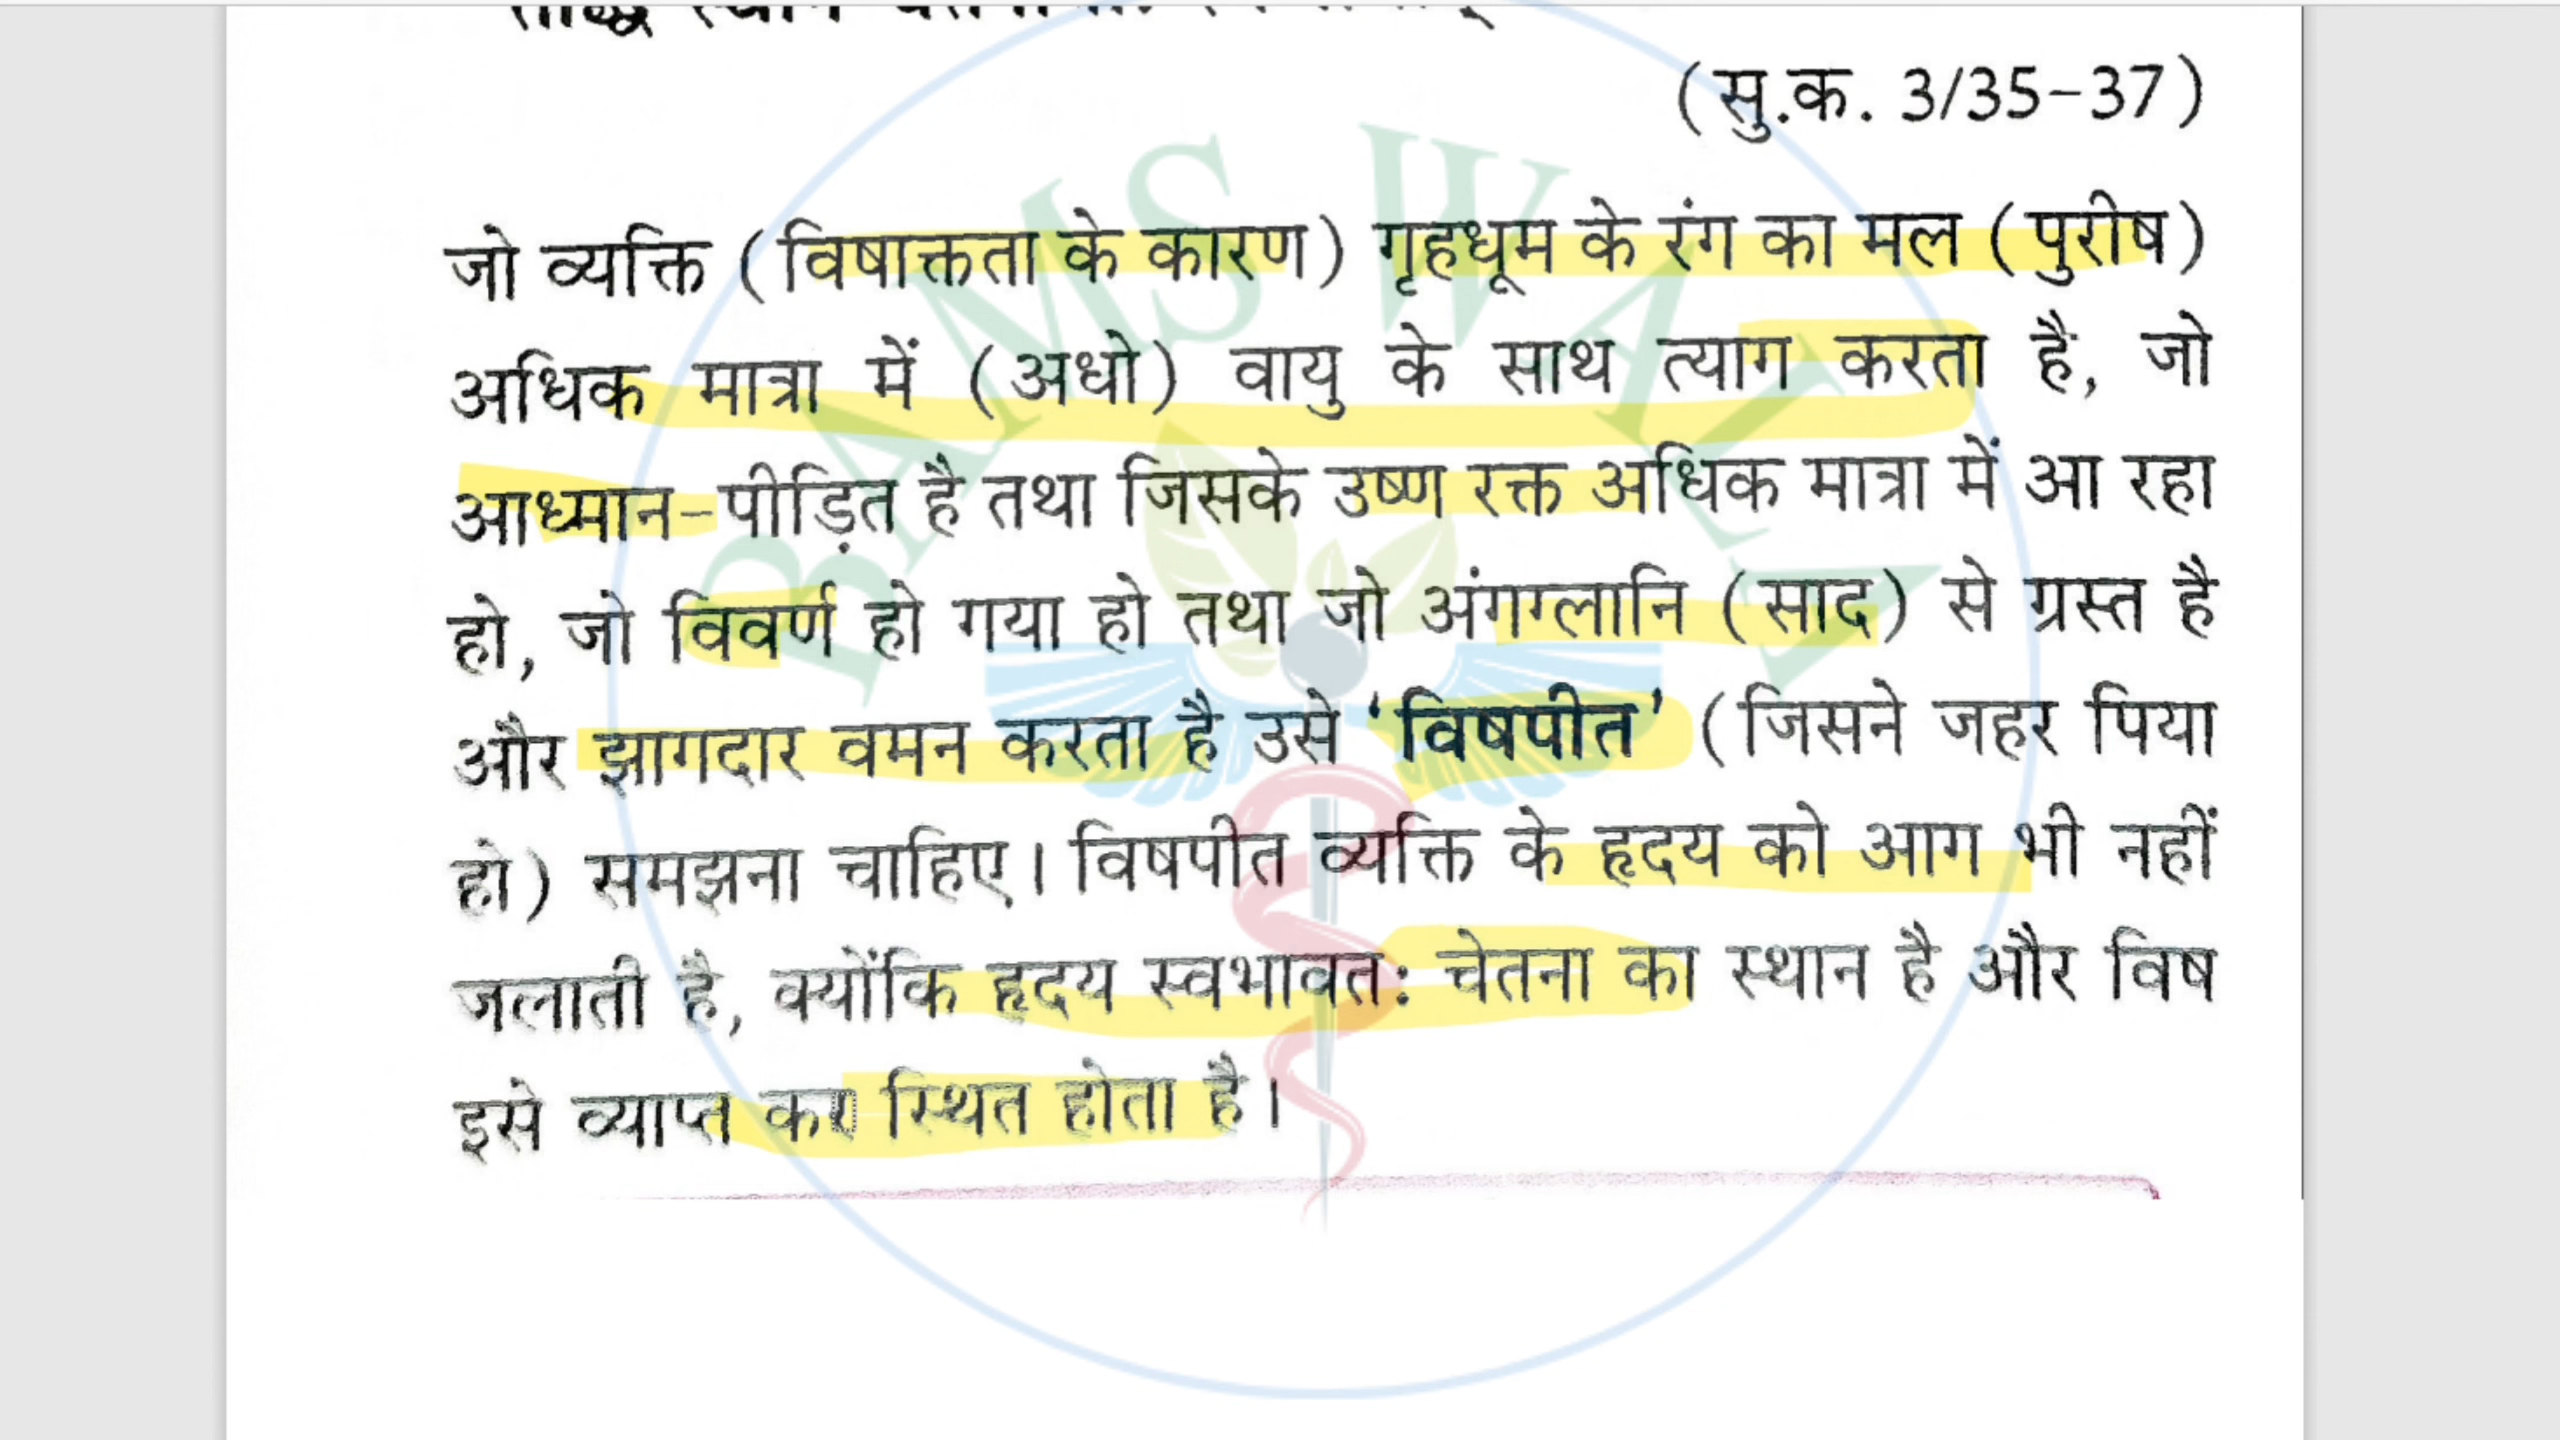 (सु.क. 3/35-37)
जो व्यक्ति (विषाक्तता के कारण) गृहधूम के रंग का मल (पुरीष)
अधिक मात्रा में (अधो) वायु के साथ त्याग करता है, जो
आध्मान-पीड़ित है तथा जिसके उष्ण रक्त अधिक मात्रा में आ रहा
हो, जो विवर्ण हो गया हो तथा जो अंगग्लानि (साद) से ग्रस्त है
और झागदार वमन करता है उसे 'विषपीत' (जिसने जहर पिया
हो) समझना चाहिए। विषपीत व्यक्ति के हृदय को आग भी नहीं
जलाती है, क्योंकि हृदय स्वभावतः चेतना का स्थान है और विष
इसे व्याप्त कर स्थित होता है।
BAMS WALA